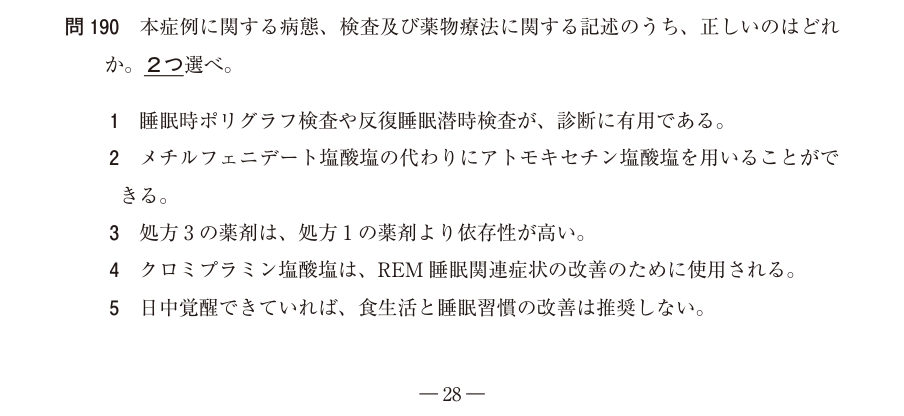 問 190 本症例に関する病態、検査及び薬物療法に関する記述のうち、正しいのはどれ
か。２つ選べ。
1 睡眠時ポリグラフ検査や反復睡眠潜時検査が、診断に有用である。
2 メチルフェニデート塩酸塩の代わりにアトモキセチン塩酸塩を用いることがで
きる。
3 処方３の薬剤は、処方１の薬剤より依存性が高い。
4 クロミプラミン塩酸塩は、REM 睡眠関連症状の改善のために使用される。
5 日中覚醒できていれば、食生活と睡眠習慣の改善は推奨しない。
― 28 ―